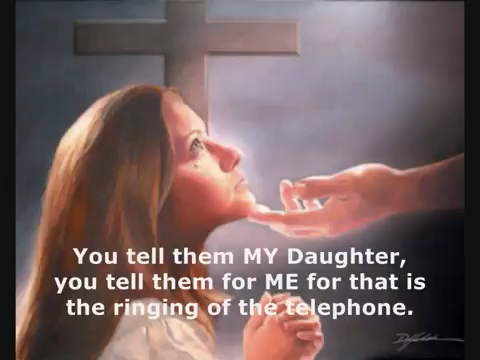 You tell them MY Daughter,
you tell them for ME for that is
the ringing of the telephone.